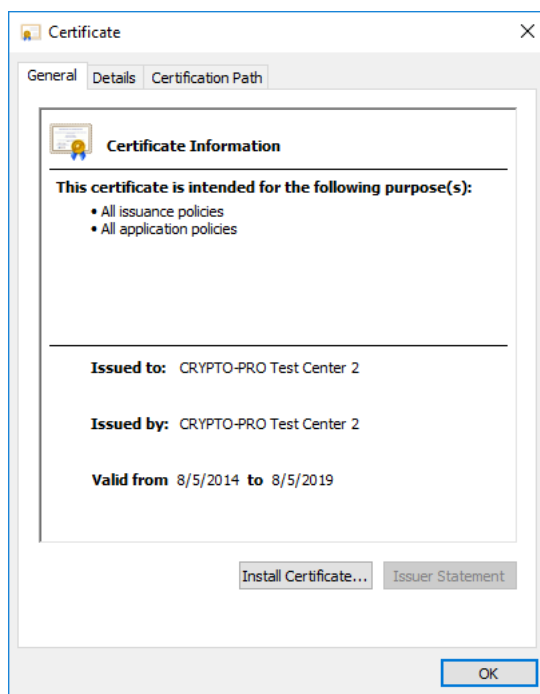 Certificate
General Details Certification Path
Certificate Information
This certificate is intended for the following purpose(s):
• All issuance policies
• All application policies
Issued to: CRYPTO-PRO Test Center 2
Issued by: CRYPTO-PRO Test Center 2
Valid from 8/5/2014 to 8/5/2019
Install Certificate... Issuer Statement
OK